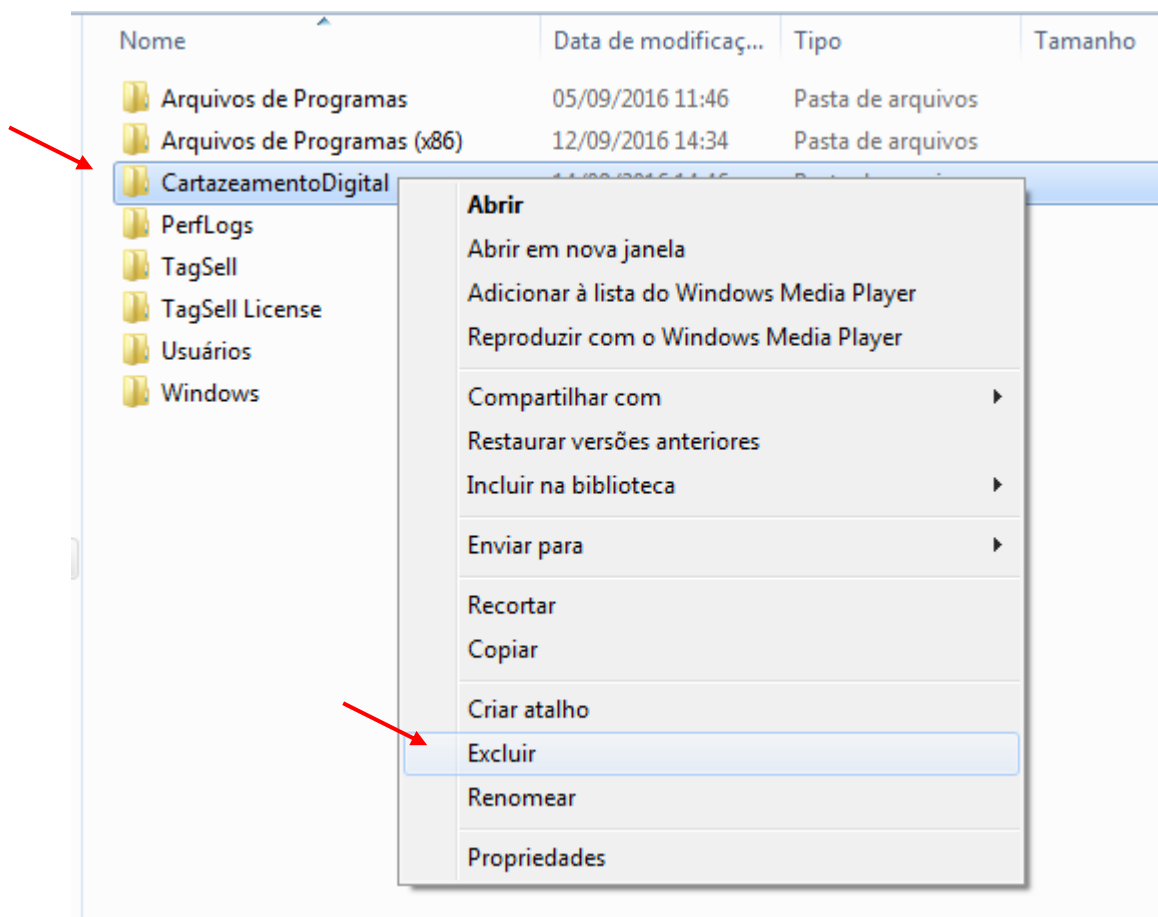 Nome Data de modificaç... Tipo Tamanho
Arquivos de Programas 05/09/2016 11:46 Pasta de arquivos
Arquivos de Programas (x86) 12/09/2016 14:34 Pasta de arquivos
CartazeamentoDigital
PerfLogs
TagSell
TagSell License
Usuários
Windows
Abrir
Abrir em nova janela
Adicionar à lista do Windows Media Player
Reproduzir com o Windows Media Player
Compartilhar com
Restaurar versões anteriores
Incluir na biblioteca
Enviar para
Recortar
Copiar
Criar atalho
Excluir
Renomear
Propriedades